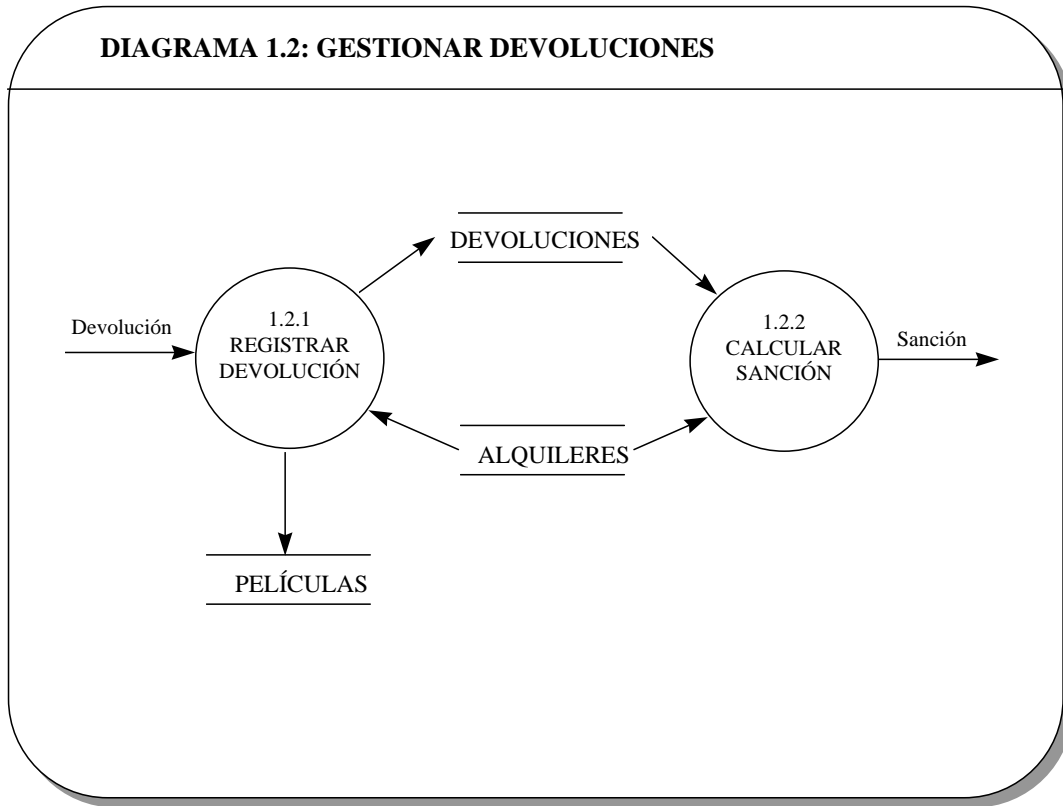 DIAGRAMA 1.2: GESTIONAR DEVOLUCIONES
DEVOLUCIONES
Devolución
1.2.1
REGISTRAR
DEVOLUCIÓN
1.2.2
CALCULAR
SANCIÓN
Sanción
ALQUILERES
PELÍCULAS